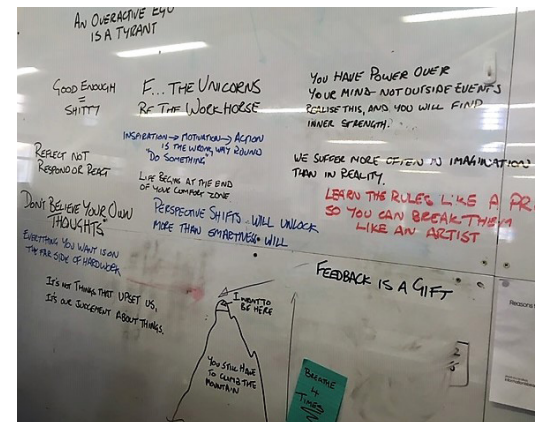 AN OVERACTIVE EGO
IS A TYRANT
GOOD ENOUGH
=
SHITTY
F... THE UNICORNS
BE THE WORKHORSE
INSPIRATION → MOTIVATION → ACTION
IS THE WRONG WAY ROUND
"DO SOMETHING"
LIFE BEGINS AT THE END
OF YOUR COMFORT ZONE
YOU HAVE POWER OVER
YOUR MIND - NOT OUTSIDE EVENTS
REALISE THIS, AND YOU WILL FIND
INNER STRENGTH.
REFLECT NOT
RESPOND OR REACT
WE SUFFER MORE OFTEN IN IMAGINATION
THAN IN REALITY.
LEARN THE RULES LIKE A PR
SO YOU CAN BREAK THEM
LIKE AN ARTIST
DON'T BELIEVE YOUR OWN
THOUGHTS
PERSPECTIVE SHIFTS WILL UNLOCK
MORE THAN SMARTNESS WILL
EVERYTHING YOU WANT IS ON
THE FAR SIDE OF HARDWORK
IT'S NOT THINGS THAT UPSET US,
IT'S OUR JUDGEMENT ABOUT THINGS.
FEEDBACK IS A GIFT
I WANT TO
BE HERE
YOU STILL HAVE
TO CLIMB THE
MOUNTAIN
BREATHE
4
TIMES
Reasons